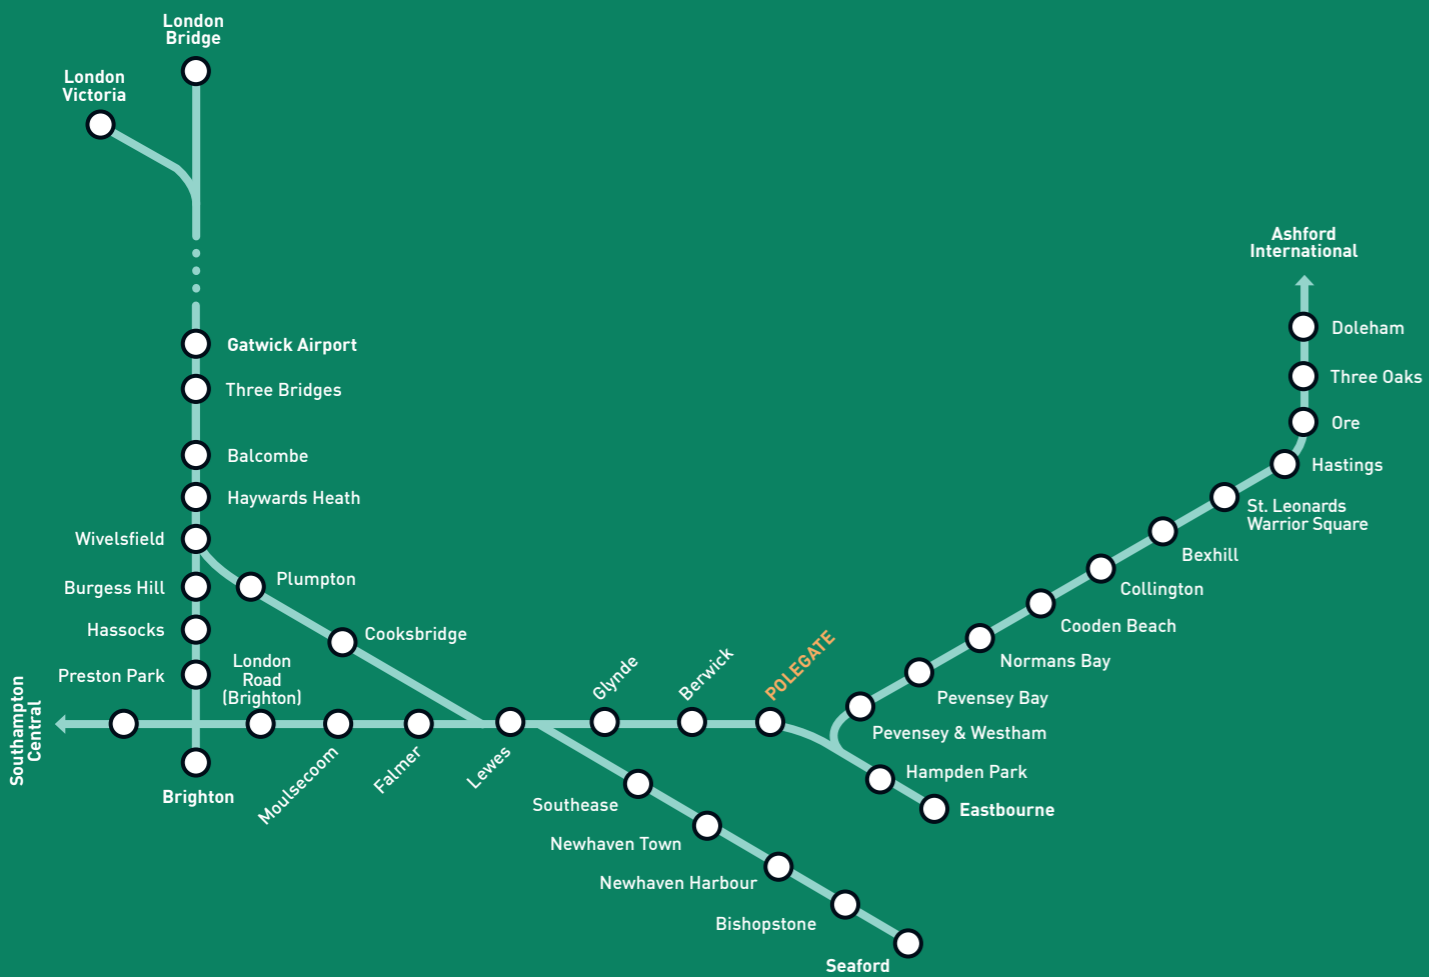 London
Bridge
London
Victoria
Ashford
International
Doleham
Gatwick Airport
Three Oaks
Three Bridges
Ore
Balcombe
Hastings
Haywards Heath
St. Leonards
Warrior Square
Wivelsfield
Bexhill
Plumpton
Burgess Hill
Collington
Hassocks
Cooksbridge
Cooden Beach
London
Road
(Brighton)
Preston Park
Glynde
Berwick
POLEGATE
Normans Bay
Pevensey Bay
Southampton
Central
Pevensey & Westham
Moulsecoom
Falmer
Lewes
Hampden Park
Brighton
Southease
Eastbourne
Newhaven Town
Newhaven Harbour
Bishopstone
Seaford